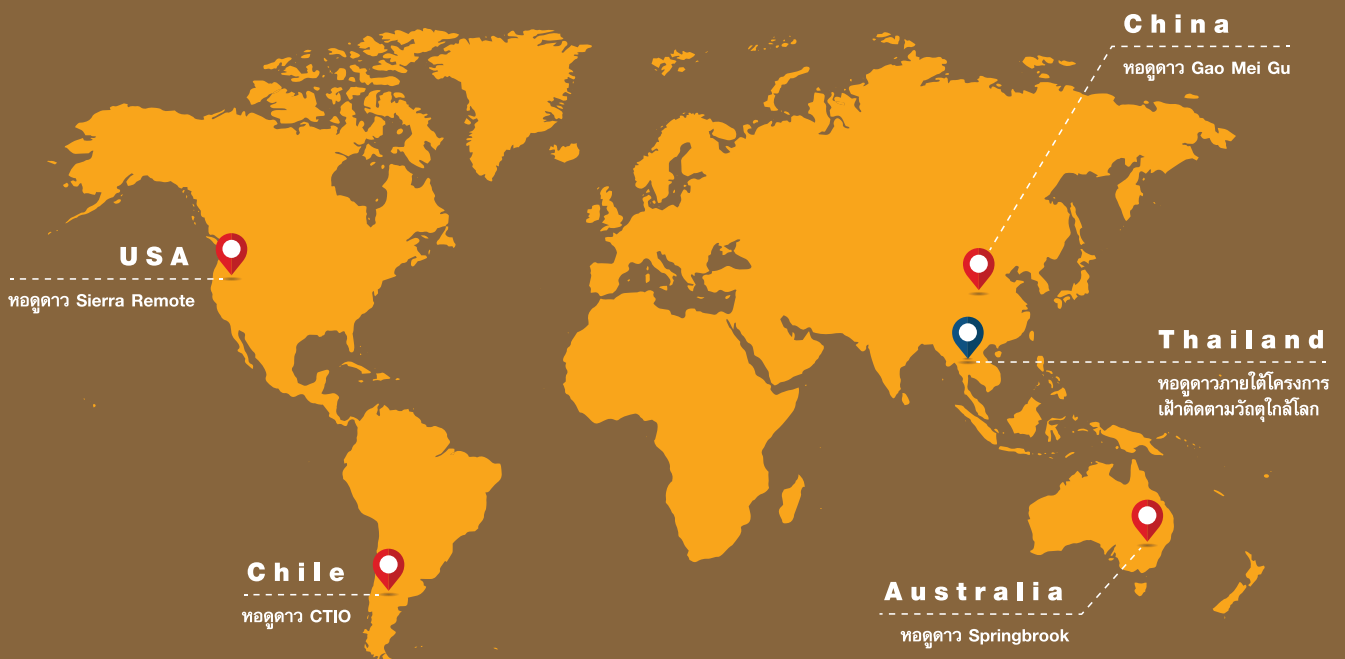 China
หอดูดาว Gao Mei Gu
USA
หอดูดาว Sierra Remote
Thailand
หอดูดาวภายใต้โครงการ
เฝ้าติดตามวัถตุใกล้โลก
Chile
หอดูดาว CTIO
Australia
หอดูดาว Springbrook